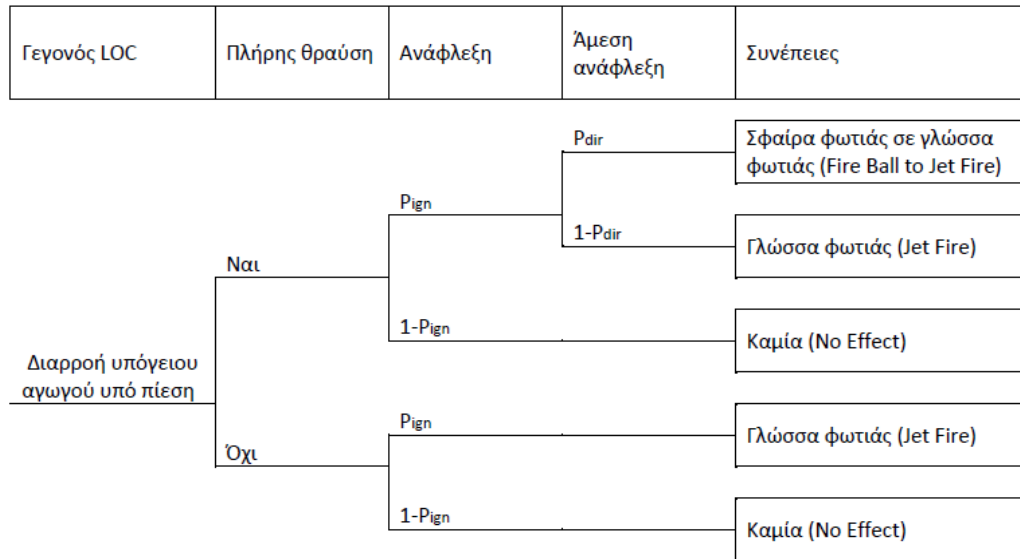 Γεγονός LOC
Πλήρης θραύση
Ανάφλεξη
Άμεση
ανάφλεξη
Συνέπειες
Pdir
Σφαίρα φωτιάς σε γλώσσα
φωτιάς (Fire Ball to Jet Fire)
Pign
1-Pdir
Γλώσσα φωτιάς (Jet Fire)
Ναι
1-Pign
Καμία (No Effect)
Διαρροή υπόγειου
αγωγού υπό πίεση
Pign
Γλώσσα φωτιάς (Jet Fire)
Όχι
1-Pign
Καμία (No Effect)